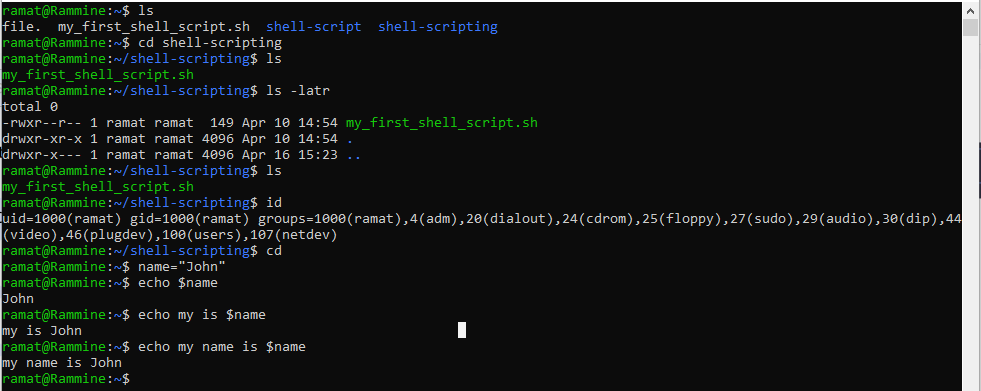 ramat@Rammine:~$ ls
file.  my_first_shell_script.sh  shell-script  shell-scripting
ramat@Rammine:~$ cd shell-scripting
ramat@Rammine:~/shell-scripting$ ls
my_first_shell_script.sh
ramat@Rammine:~/shell-scripting$ ls -latr
total 0
-rwxr--r-- 1 ramat ramat  149 Apr 10 14:54 my_first_shell_script.sh
drwxr-xr-x 1 ramat ramat 4096 Apr 10 14:54 .
drwxr-x--- 1 ramat ramat 4096 Apr 16 15:23 ..
ramat@Rammine:~/shell-scripting$ ls
my_first_shell_script.sh
ramat@Rammine:~/shell-scripting$ id
uid=1000(ramat) gid=1000(ramat) groups=1000(ramat),4(adm),20(dialout),24(cdrom),25(floppy),27(sudo),29(audio),30(dip),44
(video),46(plugdev),100(users),107(netdev)
ramat@Rammine:~/shell-scripting$ cd
ramat@Rammine:~$ name="John"
ramat@Rammine:~$ echo $name
John
ramat@Rammine:~$ echo my is $name
my is John
ramat@Rammine:~$ echo my name is $name
my name is John
ramat@Rammine:~$